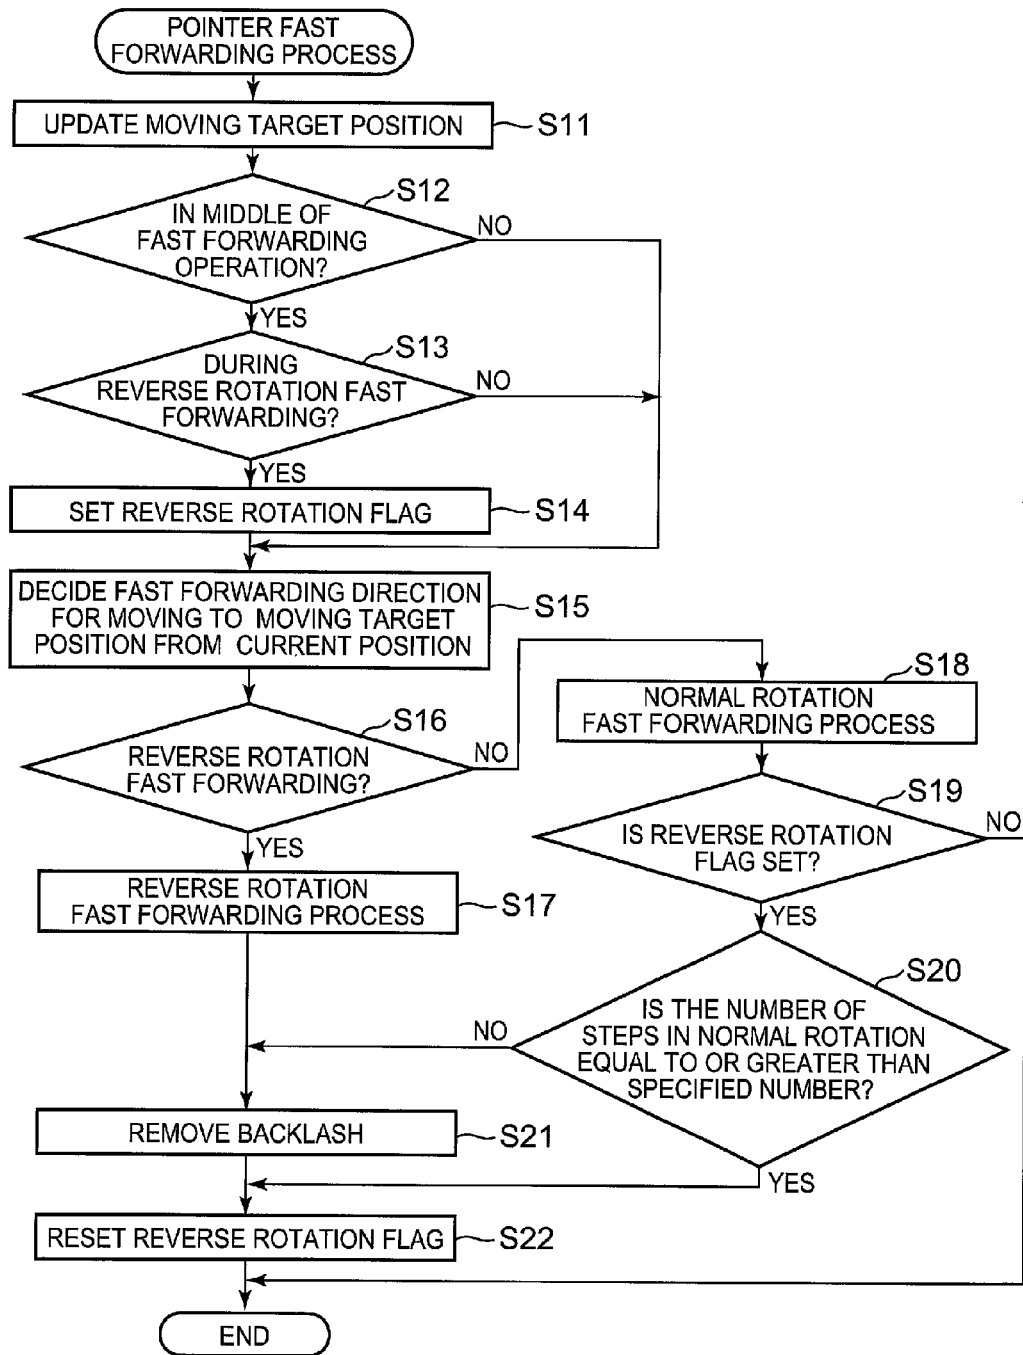 POINTER FAST
FORWARDING PROCESS
UPDATE MOVING TARGET POSITION
S11
S12
IN MIDDLE OF
FAST FORWARDING
OPERATION?
NO
YES
S13
DURING
REVERSE ROTATION FAST
FORWARDING?
NO
YES
SET REVERSE ROTATION FLAG
S14
DECIDE FAST FORWARDING DIRECTION
FOR MOVING TO MOVING TARGET
POSITION FROM CURRENT POSITION
S15
S16
REVERSE ROTATION
FAST FORWARDING?
NO
YES
REVERSE ROTATION
FAST FORWARDING PROCESS
S17
S18
NORMAL ROTATION
FAST FORWARDING PROCESS
S19
IS REVERSE ROTATION
FLAG SET?
NO
YES
S20
IS THE NUMBER OF
STEPS IN NORMAL ROTATION
EQUAL TO OR GREATER THAN
SPECIFIED NUMBER?
NO
YES
REMOVE BACKLASH
S21
RESET REVERSE ROTATION FLAG
S22
END